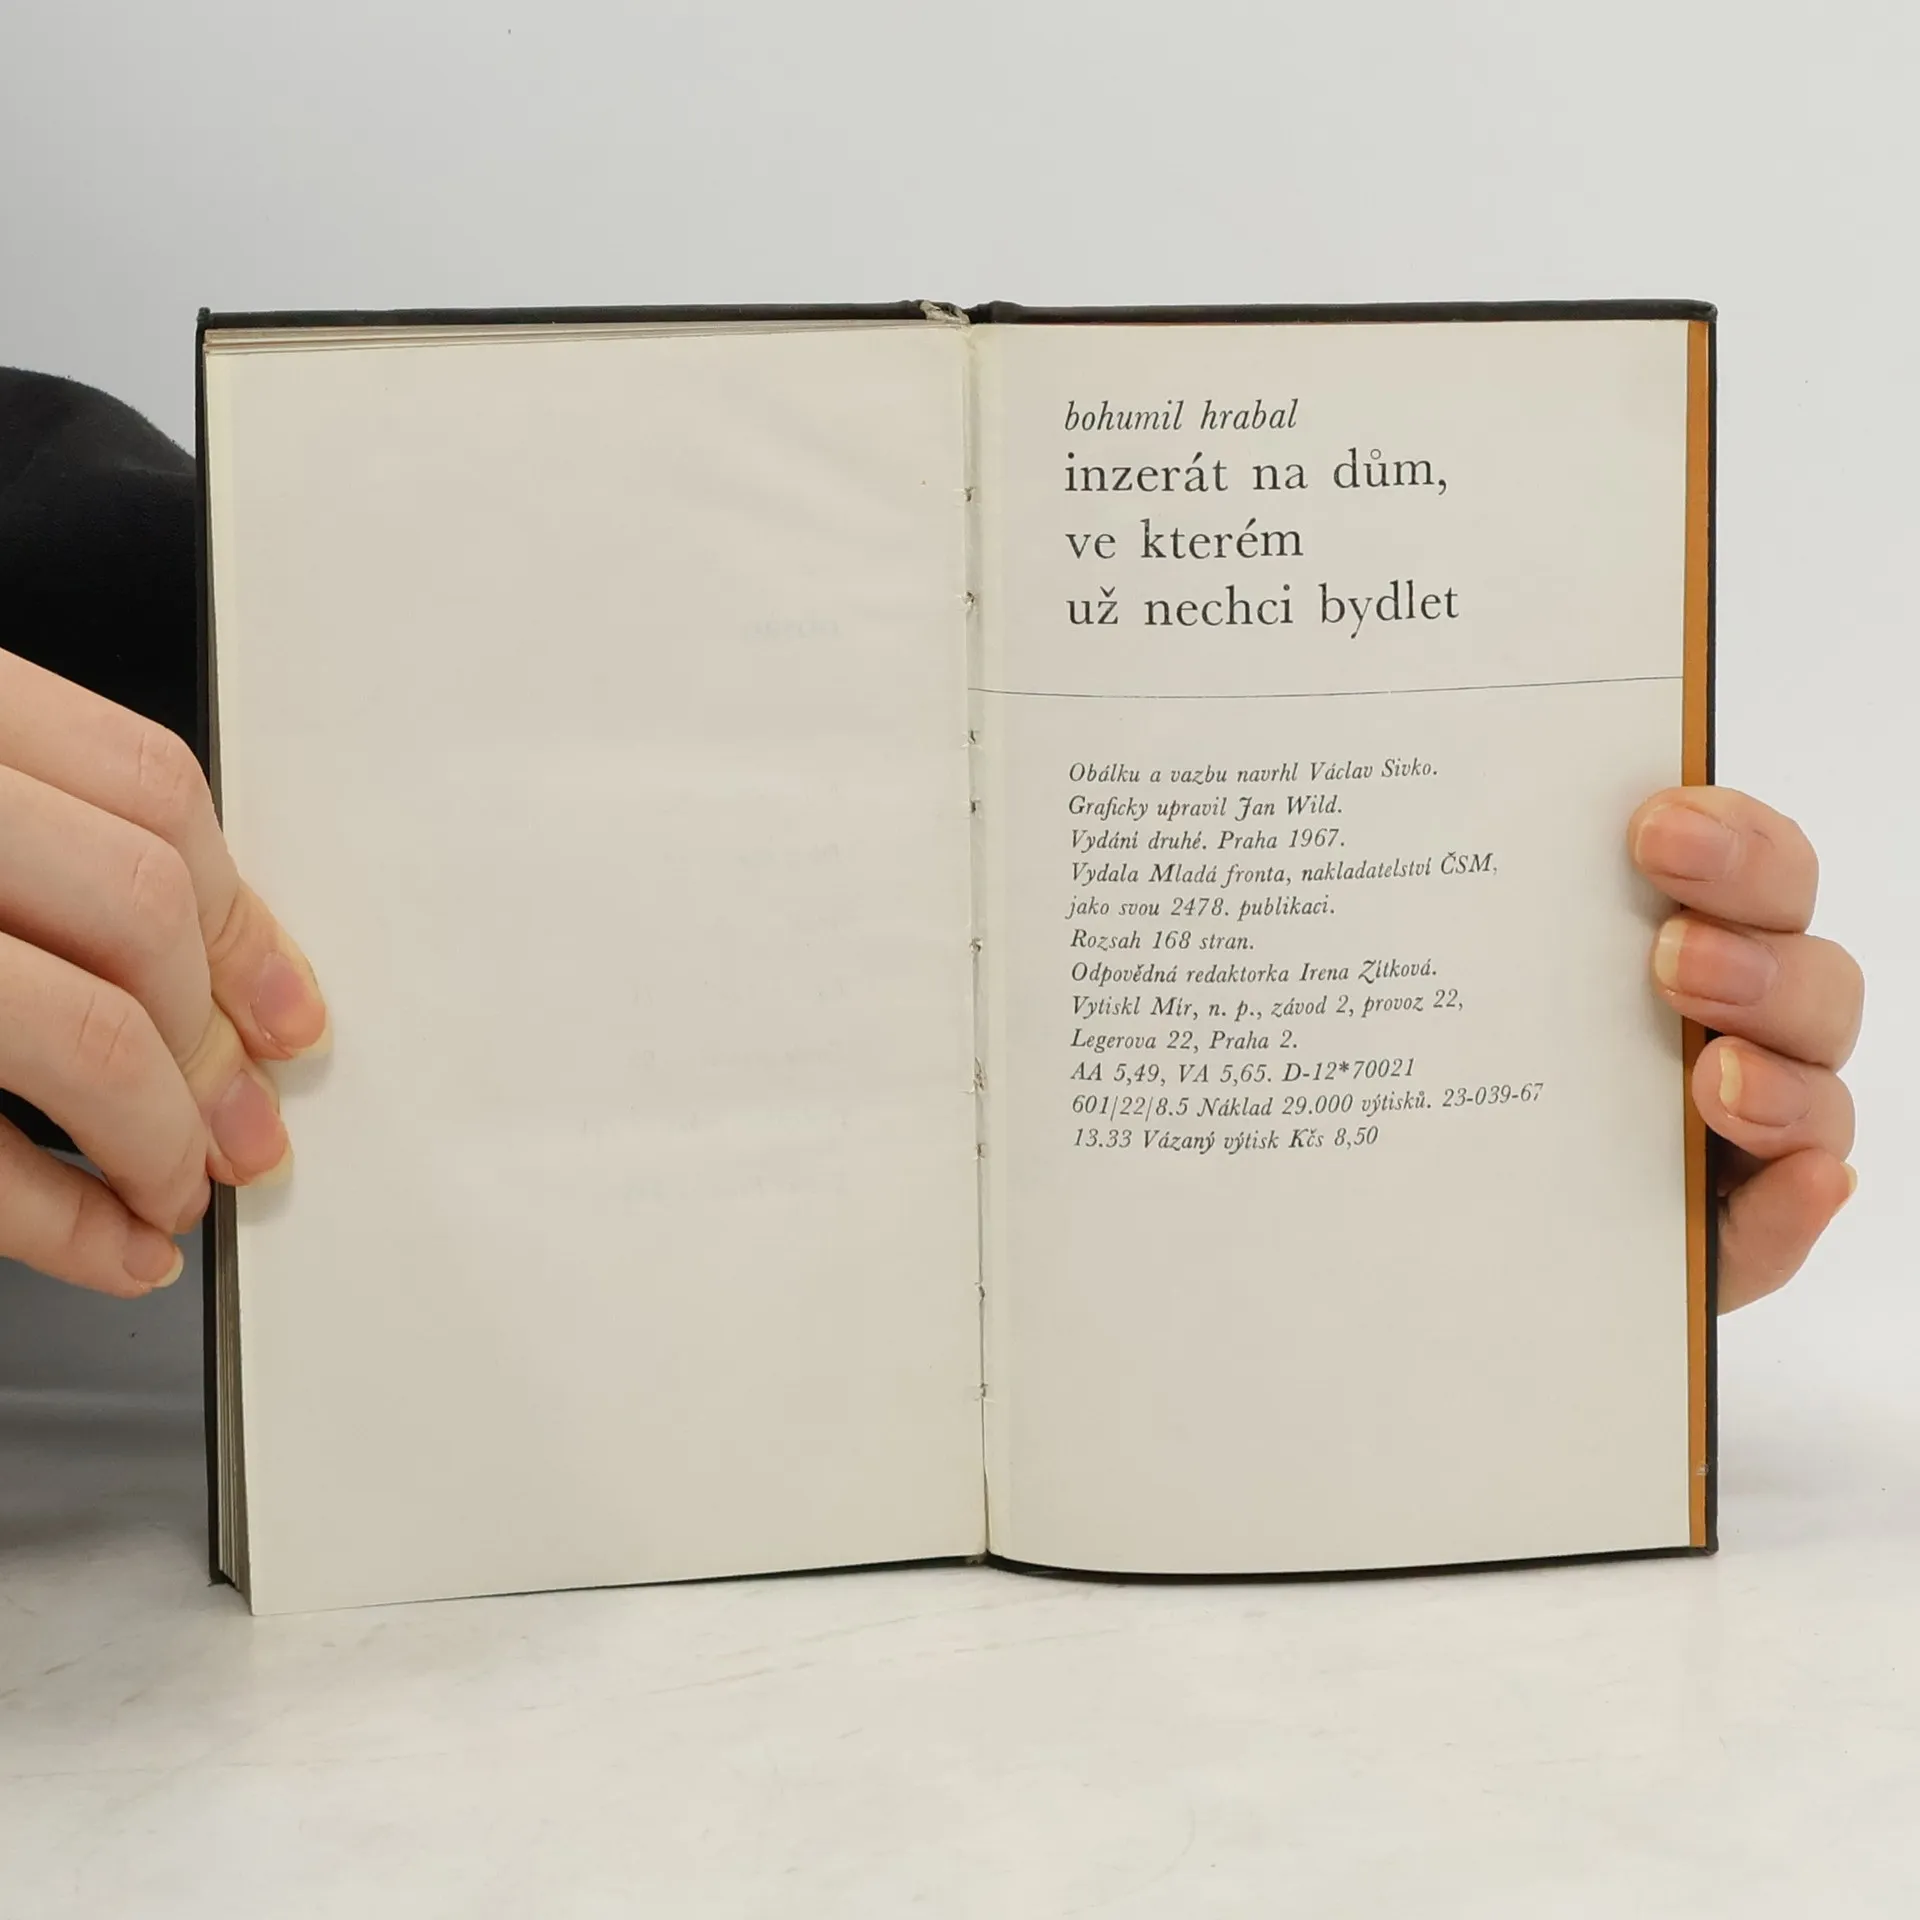 bohumil hrabal
inzerát na dům,
ve kterém
už nechci bydlet
Obálku a vazbu navrhl Václav Sivko.
Graficky upravil Jan Wild.
Vydání druhé. Praha 1967.
Vydala Mladá fronta, nakladatelství ČSM,
jako svou 2478. publikaci.
Rozsah 168 stran.
Odpovědná redaktorka Irena Zítková.
Vytiskl Mír, n. p., závod 2, provoz 22,
Legerova 22, Praha 2.
AA 5,49, VA 5,65. D-12*70021
601/22/8.5 Náklad 29.000 výtisků. 23-039-67
13.33 Vázaný výtisk Kčs 8,50